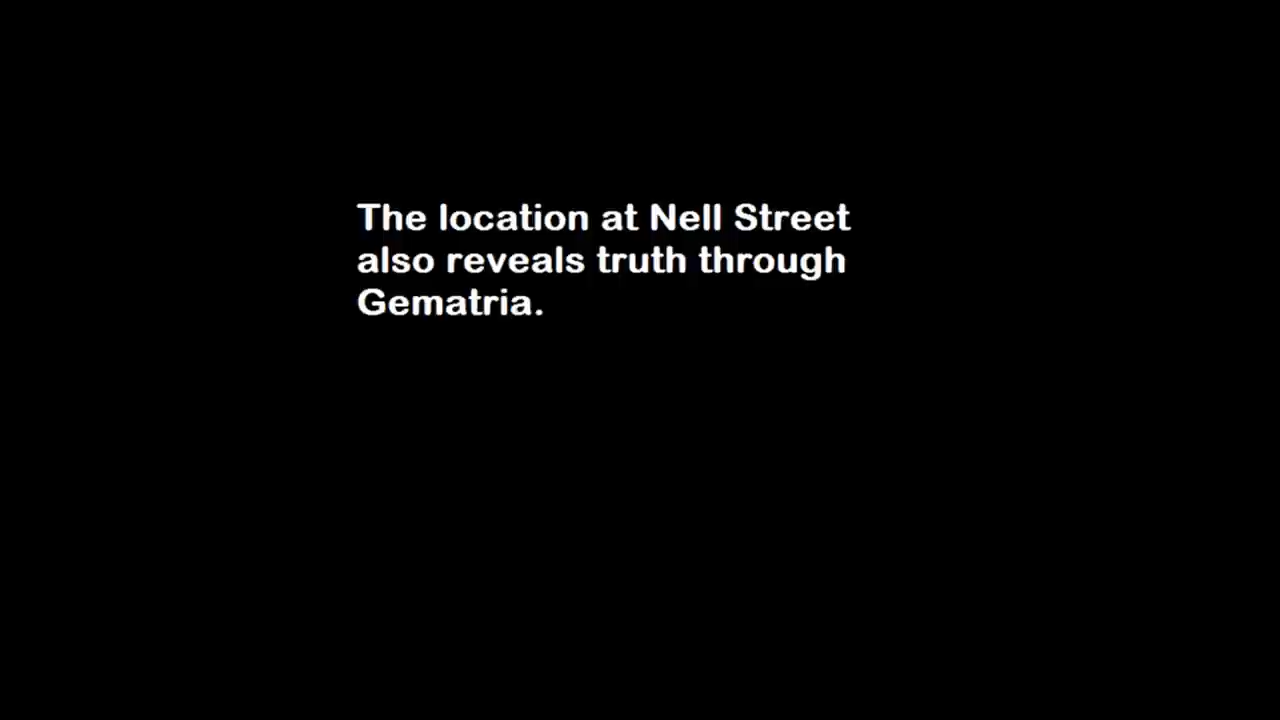 The location at Nell Street
also reveals truth through
Gematria.